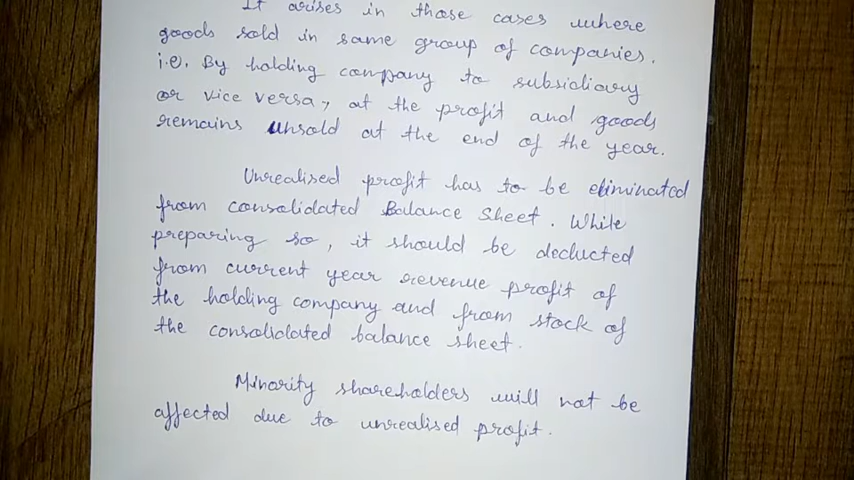 It arises in those cases where
goods sold in same group of companies.
i.e. By holding company to subsidiary
or vice versa, at the profit and goods
remains unsold at the end of the year.
Unrealised profit has to be eliminated
from consolidated Balance Sheet. While
preparing so, it should be deducted
from current year revenue profit of
the holding company and from stock of
the consolidated balance sheet.
Minority shareholders will not be
affected due to unrealised profit.